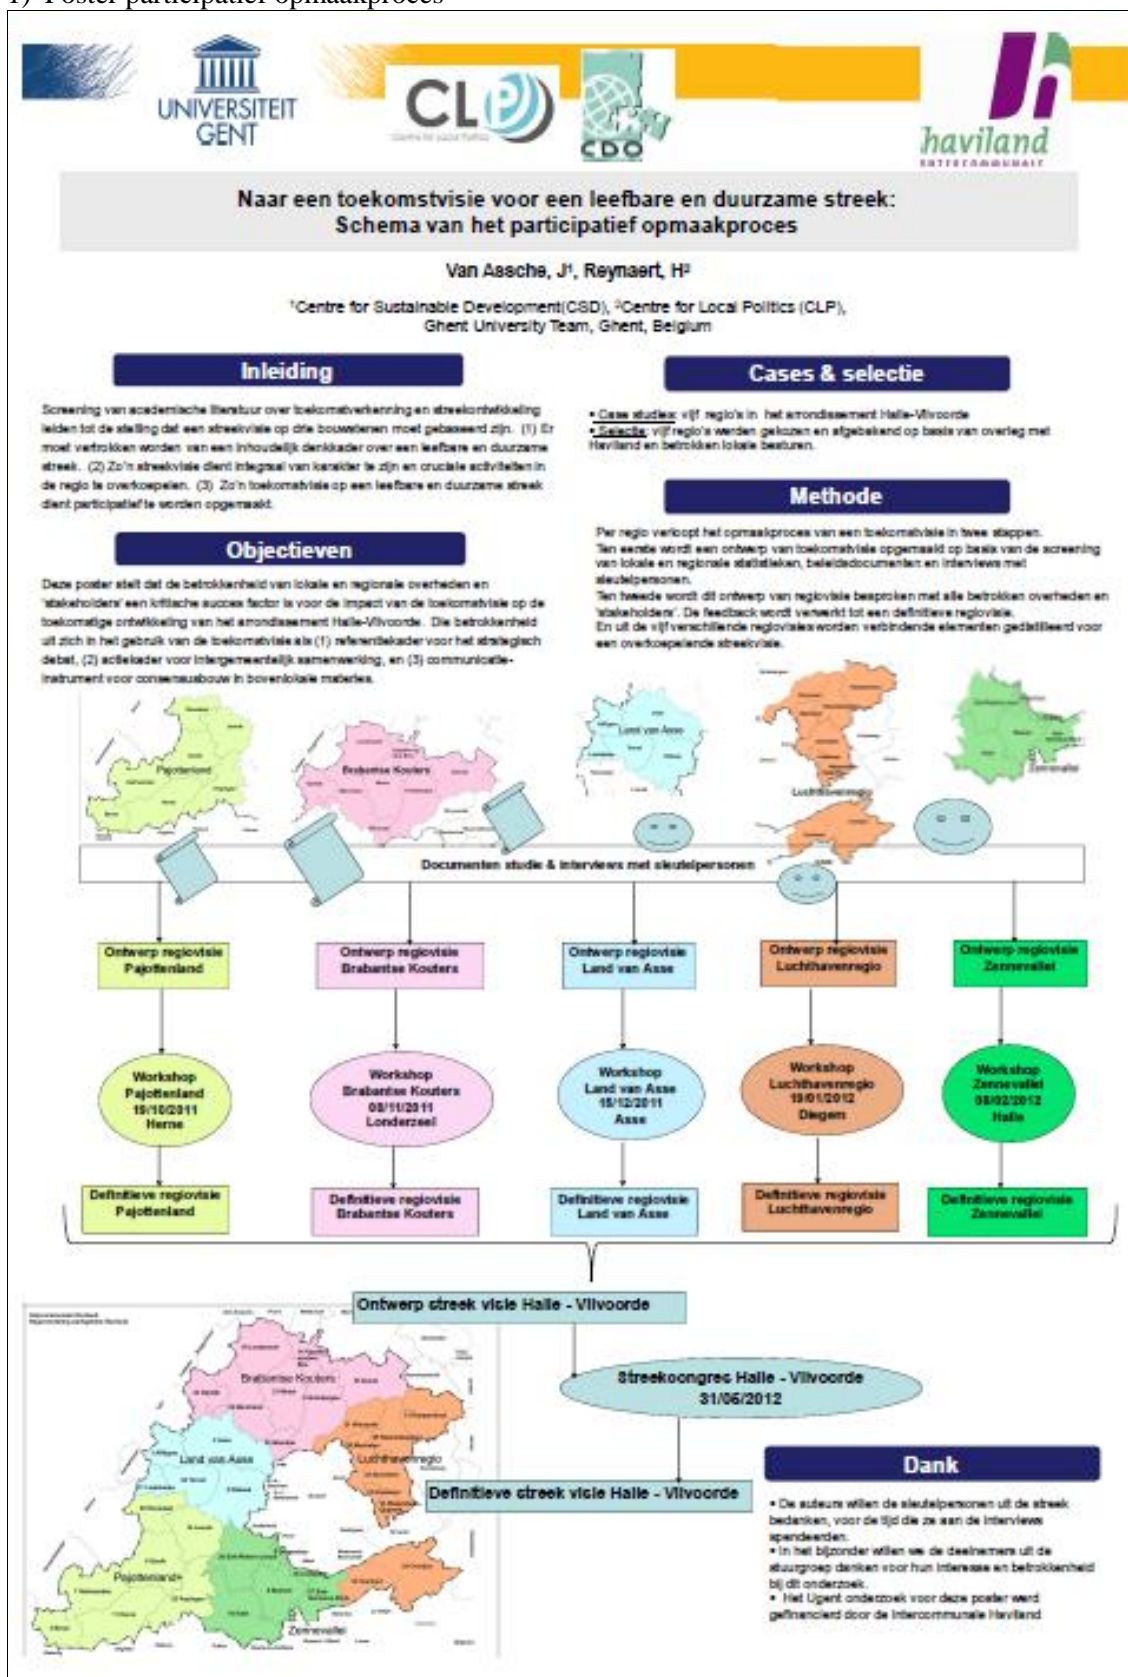 1) Poster participatief opmaakproces
UNIVERSITEIT
GENT
CLP
Centre for Local Politics
CDO
haviland
INTERCOMMUNALE
Naar een toekomstvisie voor een leefbare en duurzame streek:
Schema van het participatief opmaakproces
Van Assche, J¹, Reynaert, H²
¹Centre for Sustainable Development(CSD), ²Centre for Local Politics (CLP),
Ghent University Team, Ghent, Belgium
Inleiding
Screening van academische literatuur over toekomstverkenning en streekontwikkeling
leiden tot de stelling dat een streekvisie op drie bouwstenen moet gebaseerd zijn. (1) Er
moet vertrokken worden van een inhoudelijk denkkader over een leefbare en duurzame
streek. (2) Zo'n streekvisie dient integraal van karakter te zijn en cruciale activiteiten in
de regio te overkoepelen. (3) Zo'n toekomstvisie op een leefbare en duurzame streek
dient participatief te worden opgemaakt.
Objectieven
Deze poster stelt dat de betrokkenheid van lokale en regionale overheden en
'stakeholders' een kritische succes factor is voor de impact van de toekomstvisie op de
toekomstige ontwikkeling van het arrondissement Halle-Vilvoorde. Die betrokkenheid
uit zich in het gebruik van de toekomstvisie als (1) referentiekader voor het strategisch
debat, (2) actiekader voor intergemeentelijk samenwerking, en (3) communicatie-
instrument voor consensusbouw in bovenlokale materies.
Cases & selectie
• Case studies: vijf regio's in het arrondissement Halle-Vilvoorde
• Selectie: vijf regio's werden gekozen en afgebakend op basis van overleg met
Haviland en betrokken lokale besturen.
Methode
Per regio verloopt het opmaakproces van een toekomstvisie in twee stappen.
Ten eerste wordt een ontwerp van toekomstvisie opgemaakt op basis van de screening
van lokale en regionale statistieken, beleidsdocumenten en interviews met
sleutelpersonen.
Ten tweede wordt dit ontwerp van regiovisie besproken met alle betrokken overheden en
'stakeholders'. De feedback wordt verwerkt tot een definitieve regiovisie.
En uit de vijf verschillende regiovisies worden verbindende elementen gedistilleerd voor
een overkoepelende streekvisie.
Pajottenland
Brabantse Kouters
Land van Asse
Luchthavenregio
Zennevallei
Documenten studie & interviews met sleutelpersonen
Ontwerp regiovisie
Pajottenland
Ontwerp regiovisie
Brabantse Kouters
Ontwerp regiovisie
Land van Asse
Ontwerp regiovisie
Luchthavenregio
Ontwerp regiovisie
Zennevallei
Workshop
Pajottenland
19/10/2011
Herne
Workshop
Brabantse Kouters
08/11/2011
Londerzeel
Workshop
Land van Asse
15/12/2011
Asse
Workshop
Luchthavenregio
19/01/2012
Diegem
Workshop
Zennevallei
08/02/2012
Halle
Definitieve regiovisie
Pajottenland
Definitieve regiovisie
Brabantse Kouters
Definitieve regiovisie
Land van Asse
Definitieve regiovisie
Luchthavenregio
Definitieve regiovisie
Zennevallei
Ontwerp streek visie Halle - Vilvoorde
Streekcongres Halle - Vilvoorde
31/05/2012
Definitieve streek visie Halle - Vilvoorde
Brabantse Kouters
Land van Asse
Luchthavenregio
Pajottenland
Zennevallei
Dank
• De auteurs willen de sleutelpersonen uit de streek
bedanken, voor de tijd die ze aan de interviews
spendeerden.
• In het bijzonder willen we de deelnemers uit de
stuurgroep danken voor hun interesse en betrokkenheid
bij dit onderzoek.
• Het Ugent onderzoek voor deze poster werd
gefinancierd door de intercommunale Haviland